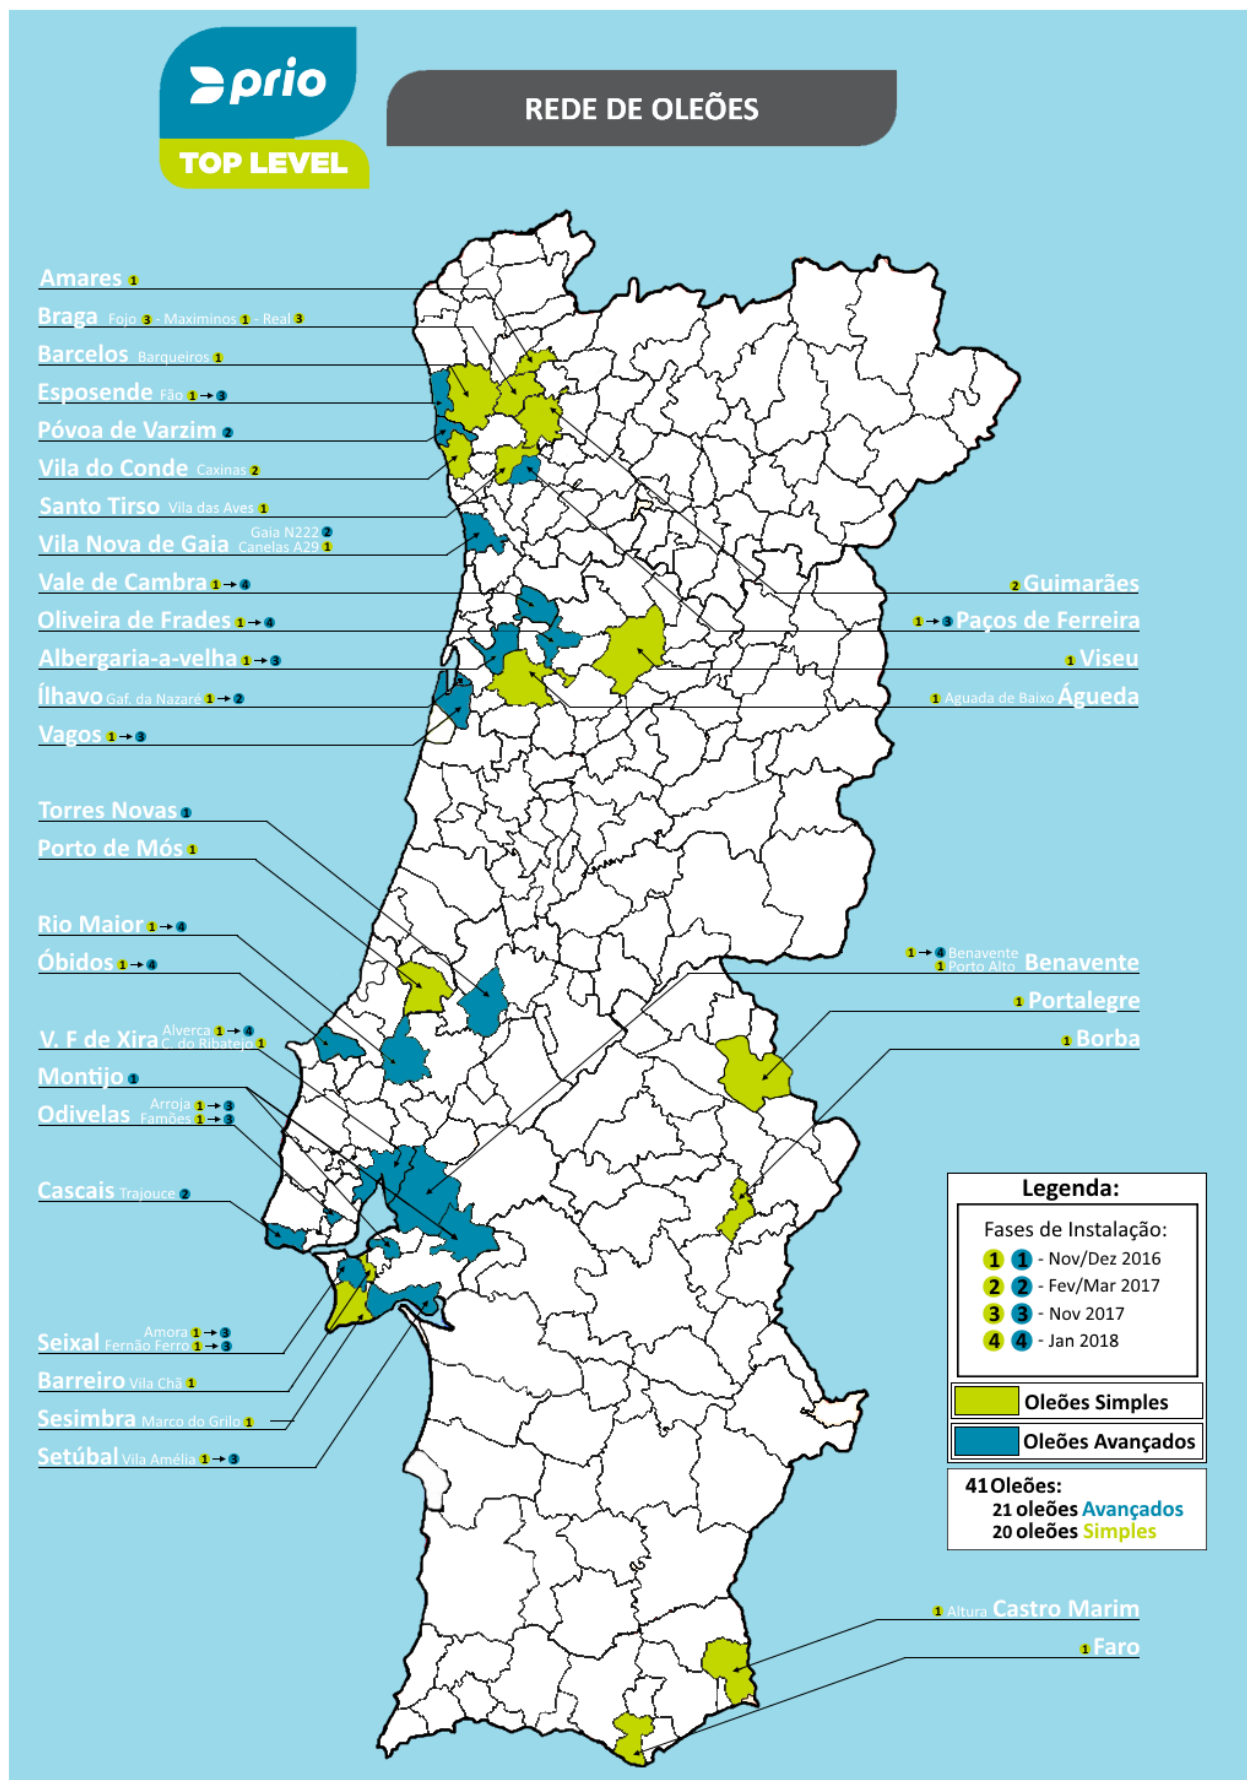 prio
TOP LEVEL
REDE DE OLEÕES
Amares 1
Braga Fojo 3 - Maximinos 1 - Real 3
Barcelos Barqueiros 1
Esposende Fão 1 → 3
Póvoa de Varzim 2
Vila do Conde Caxinas 2
Santo Tirso Vila das Aves 1
Gaia N222 2
Vila Nova de Gaia Canelas A29 1
Vale de Cambra 1 → 4
Oliveira de Frades 1 → 4
Albergaria-a-velha 1 → 3
Ílhavo Gaf. da Nazaré 1 → 2
Vagos 1 → 3
Torres Novas 1
Porto de Mós 1
Rio Maior 1 → 4
Óbidos 1 → 4
Alverca 1 → 4
V. F de Xira C. do Ribatejo 1
Montijo 1
Arroja 1 → 3
Odivelas Famões 1 → 3
Cascais Trajouce 2
Amora 1 → 3
Seixal Fernão Ferro 1 → 3
Barreiro Vila Chã 1
Sesimbra Marco do Grilo 1
Setúbal Vila Amélia 1 → 3
2 Guimarães
1 → 3 Paços de Ferreira
1 Viseu
1 Aguada de Baixo Águeda
1 → 4 Benavente
1 Porto Alto Benavente
1 Portalegre
1 Borba
Legenda:
Fases de Instalação:
1 1 - Nov/Dez 2016
2 2 - Fev/Mar 2017
3 3 - Nov 2017
4 4 - Jan 2018
Oleões Simples
Oleões Avançados
41 Oleões:
21 oleões Avançados
20 oleões Simples
1 Altura Castro Marim
1 Faro